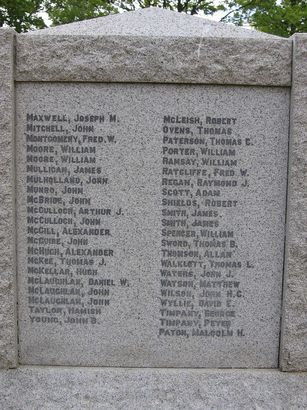 MAXWELL, JOSEPH M.
MITCHELL, JOHN
MONTGOMERY, FRED. W.
MOORE, WILLIAM
MOORE, WILLIAM
MULLICAN, JAMES
MULHOLLAND, JOHN
MUNRO, JOHN
MCBRIDE, JOHN
MCCULLOCH, ARTHUR J.
MCCULLOCH, JOHN
MCGILL, ALEXANDER
MCGUIRE, JOHN
MCHUGH, ALEXANDER
MCKEE, THOMAS J.
MCKELLAR, HUGH
MCLAUGHLAN, DANIEL W.
MCLAUGHLAN, JOHN
MCLAUGHLAN, JOHN
TAYLOR, HAMISH
YOUNG, JOHN B.
MCLEISH, ROBERT
OVENS, THOMAS
PATERSON, THOMAS C.
PORTER, WILLIAM
RAMSAY, WILLIAM
RATCLIFFE, FRED W.
REGAN, RAYMOND J.
SCOTT, ADAM
SHIELDS, ROBERT
SMITH, JAMES
SMITH, JAMES
SPENCER, WILLIAM
SWORD, THOMAS B.
THOMSON, ALLAN
WALKLETT, THOMAS L.
WATERS, JOHN J.
WATSON, MATTHEW
WILSON, JOHN H.C.
WYLLIE, DAVID E.
TIMPANY, GEORGE
TIMPANY, PETER
PATON, MALCOLM H.